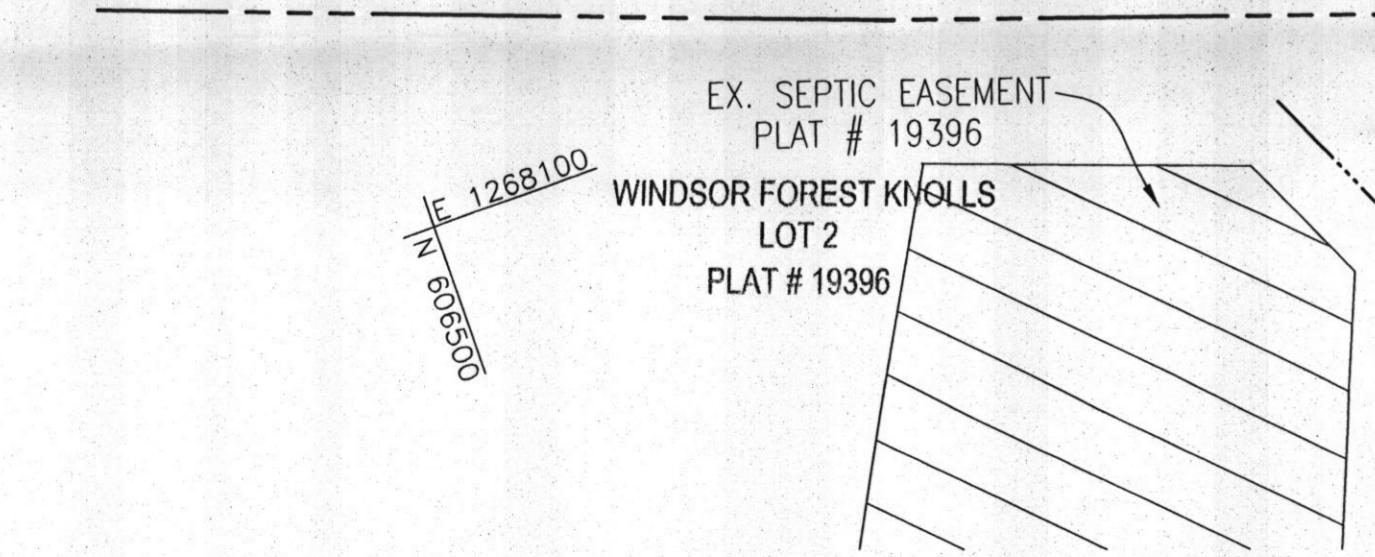 EX. SEPTIC EASEMENT
PLAT # 19396
WINDSOR FOREST KNOLLS
LOT 2
PLAT # 19396
E 1268100
N 606500